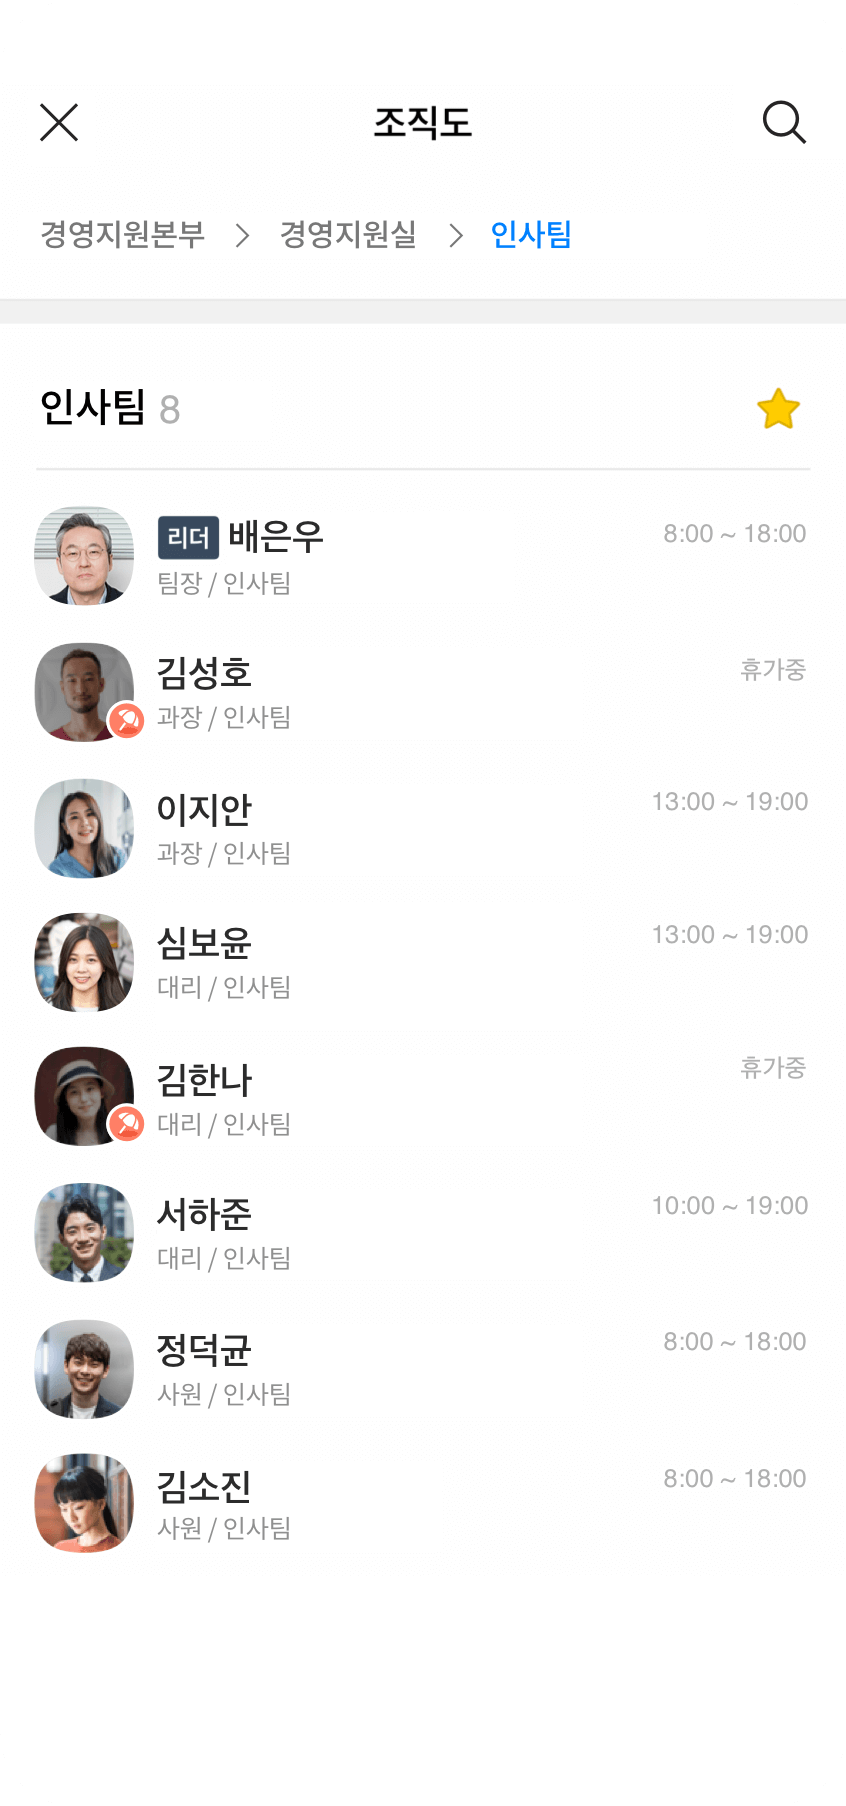 조직도
경영지원본부 > 경영지원실 > 인사팀
인사팀 8
리더 배은우 8:00 ~ 18:00
팀장 / 인사팀
김성호 휴가중
과장 / 인사팀
이지안 13:00 ~ 19:00
과장 / 인사팀
심보윤 13:00 ~ 19:00
대리 / 인사팀
김한나 휴가중
대리 / 인사팀
서하준 10:00 ~ 19:00
대리 / 인사팀
정덕균 8:00 ~ 18:00
사원 / 인사팀
김소진 8:00 ~ 18:00
사원 / 인사팀